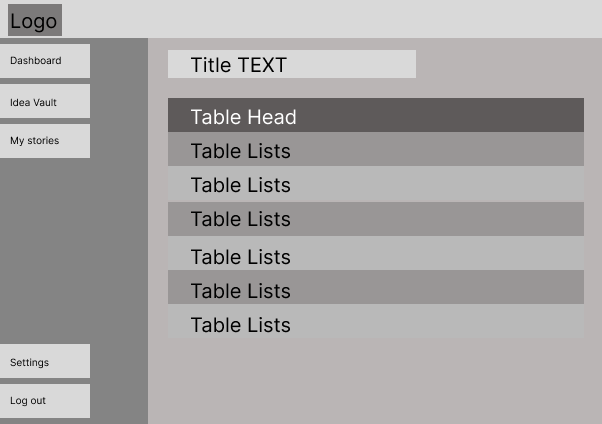 Logo
Dashboard
Idea Vault
My stories
Settings
Log out
Title TEXT
Table Head
Table Lists
Table Lists
Table Lists
Table Lists
Table Lists
Table Lists